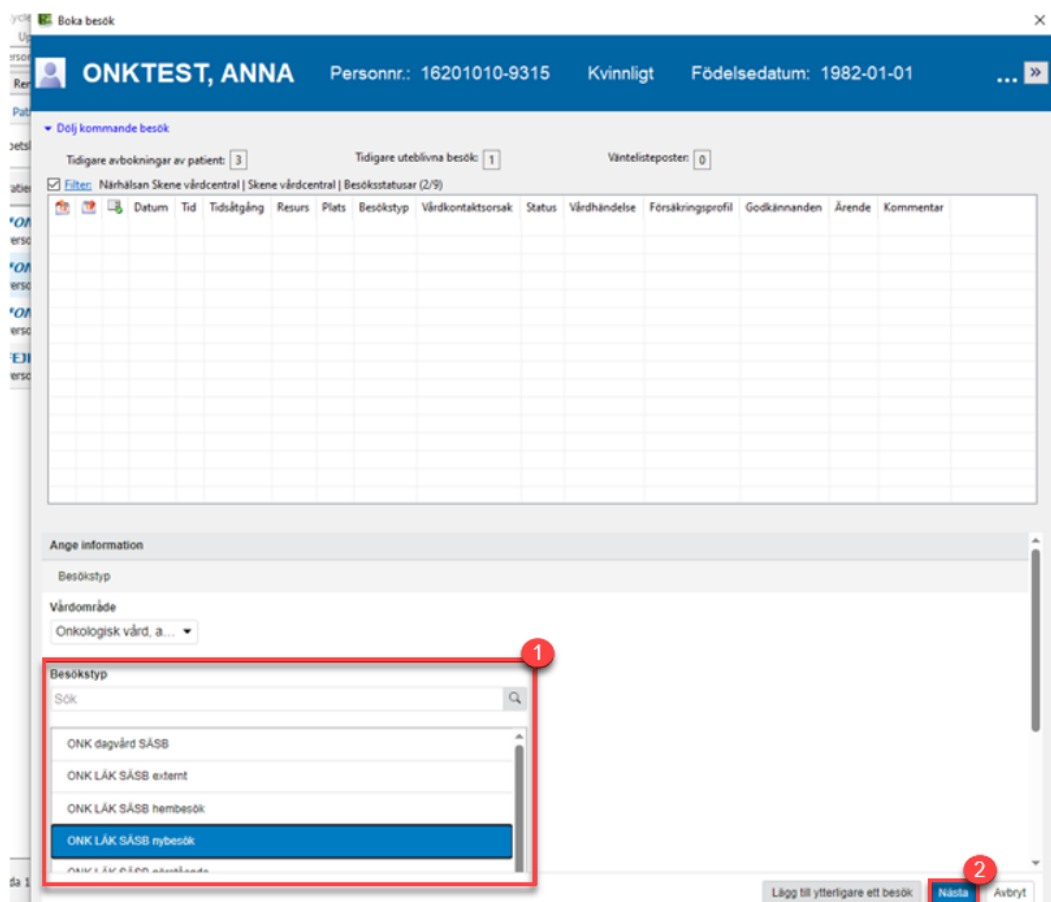 Boka besök
ONKTEST, ANNA Personnr.: 16201010-9315 Kvinnligt Födelsedatum: 1982-01-01 ... »
Dölj kommande besök
Tidigare avbokningar av patient: 3 Tidigare uteblivna besök: 1 Väntelisteposter: 0
Filter: Närhälsan Skene vårdcentral | Skene vårdcentral | Besöksstatusar (2/9)
Datum Tid Tidsåtgång Resurs Plats Besökstyp Vårdkontaktsorsak Status Vårdhändelse Försäkringsprofil Godkännanden Ärende Kommentar
Ange information
Besökstyp
Vårdområde
Onkologisk vård, a...
1
Besökstyp
Sök
ONK dagvård SÄSB
ONK LÄK SÄSB externt
ONK LÄK SÄSB hembesök
ONK LÄK SÄSB nybesök
2
Lägg till ytterligare ett besök Nästa Avbryt